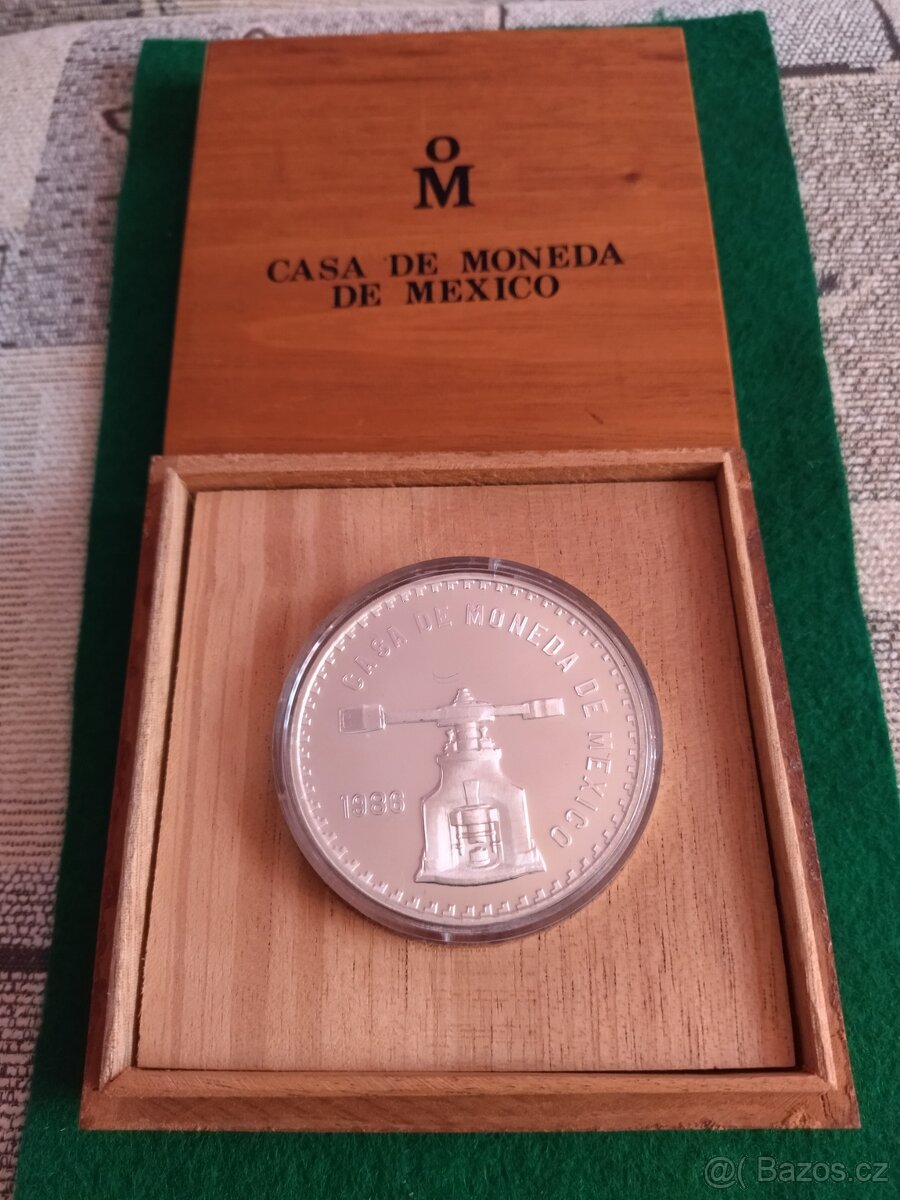 O
M
CASA DE MONEDA
DE MEXICO
CASA DE MONEDA DE MEXICO
1986
@( Bazos.cz